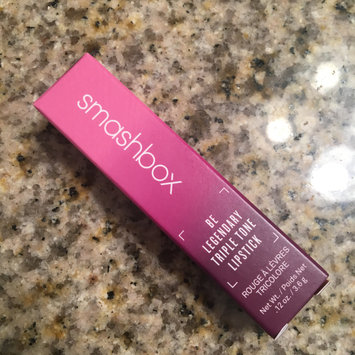 smashbox
BE
LEGENDARY
TRIPLE TONE
LIPSTICK
ROUGE À LÈVRES
TRICOLORE
Net Wt. / Poids Net
.12 oz. / 3.6 g